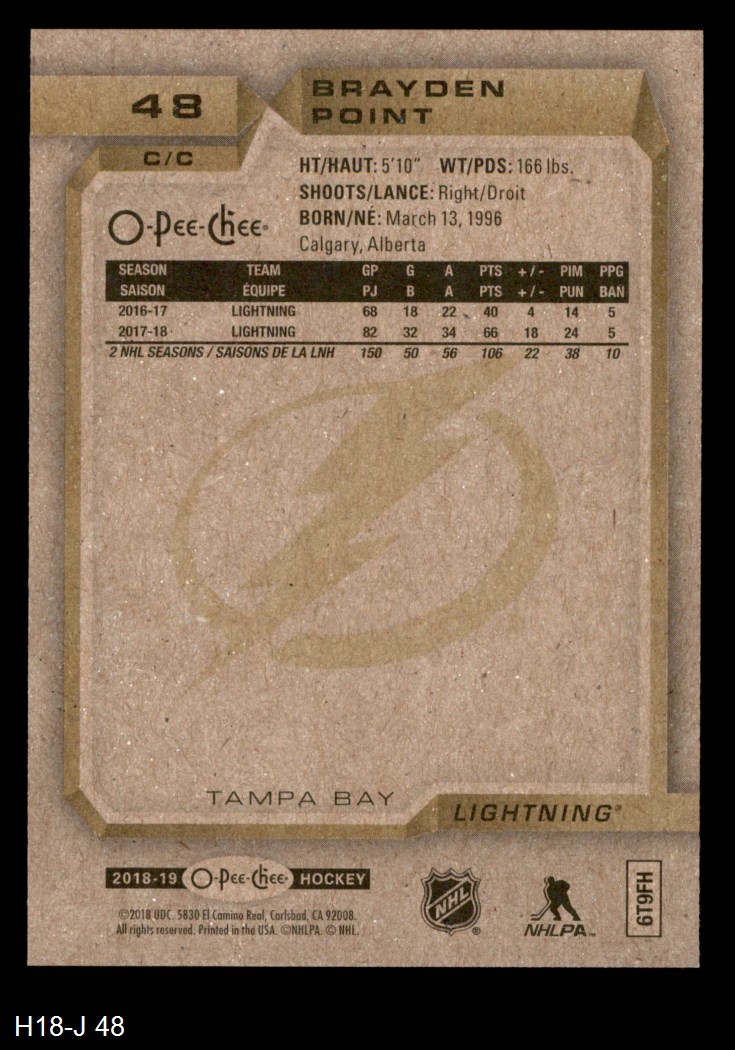 48
BRAYDEN
POINT
C/C
HT/HAUT: 5'10" WT/PDS: 166 lbs.
SHOOTS/LANCE: Right/Droit
BORN/NÉ: March 13, 1996
Calgary, Alberta
O-Pee-Chee
SEASON TEAM GP G A PTS +/- PIM PPG
SAISON ÉQUIPE PJ B A PTS +/- PUN BAN
2016-17 LIGHTNING 68 18 22 40 4 14 5
2017-18 LIGHTNING 82 32 34 66 18 24 5
2 NHL SEASONS / SAISONS DE LA LNH 150 50 56 106 22 38 10
TAMPA BAY
LIGHTNING®
2018-19 O-Pee-Chee HOCKEY
©2018 UDC. 5830 El Camino Real, Carlsbad, CA 92008.
All rights reserved. Printed in the USA. ©NHLPA. © NHL.
NHL®
NHLPA™
6T9FH
H18-J 48